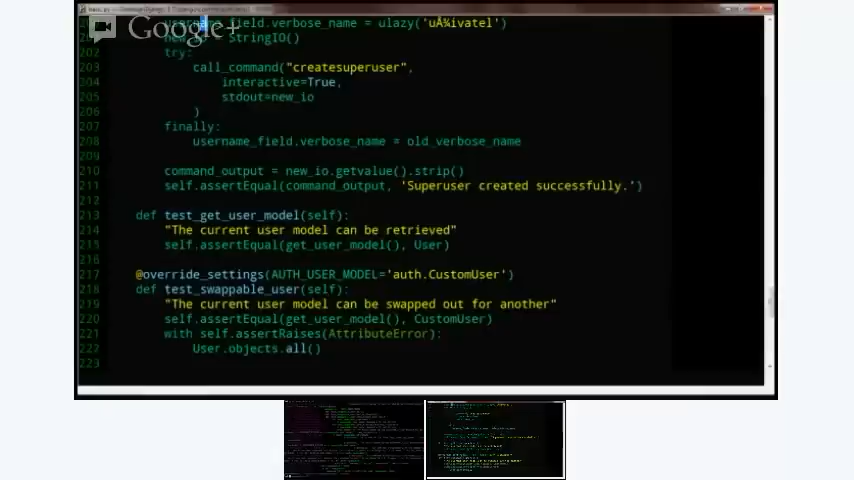 Google+
username_field.verbose_name = ulazy('uÅ¾ivatel')
StringIO()
202 try:
203 call_command("createsuperuser",
204 interactive=True,
205 stdout=new_io
206 )
207 finally:
208 username_field.verbose_name = old_verbose_name
209
210 command_output = new_io.getvalue().strip()
211 self.assertEqual(command_output, 'Superuser created successfully.')
212
213 def test_get_user_model(self):
214 "The current user model can be retrieved"
215 self.assertEqual(get_user_model(), User)
216
217 @override_settings(AUTH_USER_MODEL='auth.CustomUser')
218 def test_swappable_user(self):
219 "The current user model can be swapped out for another"
220 self.assertEqual(get_user_model(), CustomUser)
221 with self.assertRaises(AttributeError):
222 User.objects.all()
223